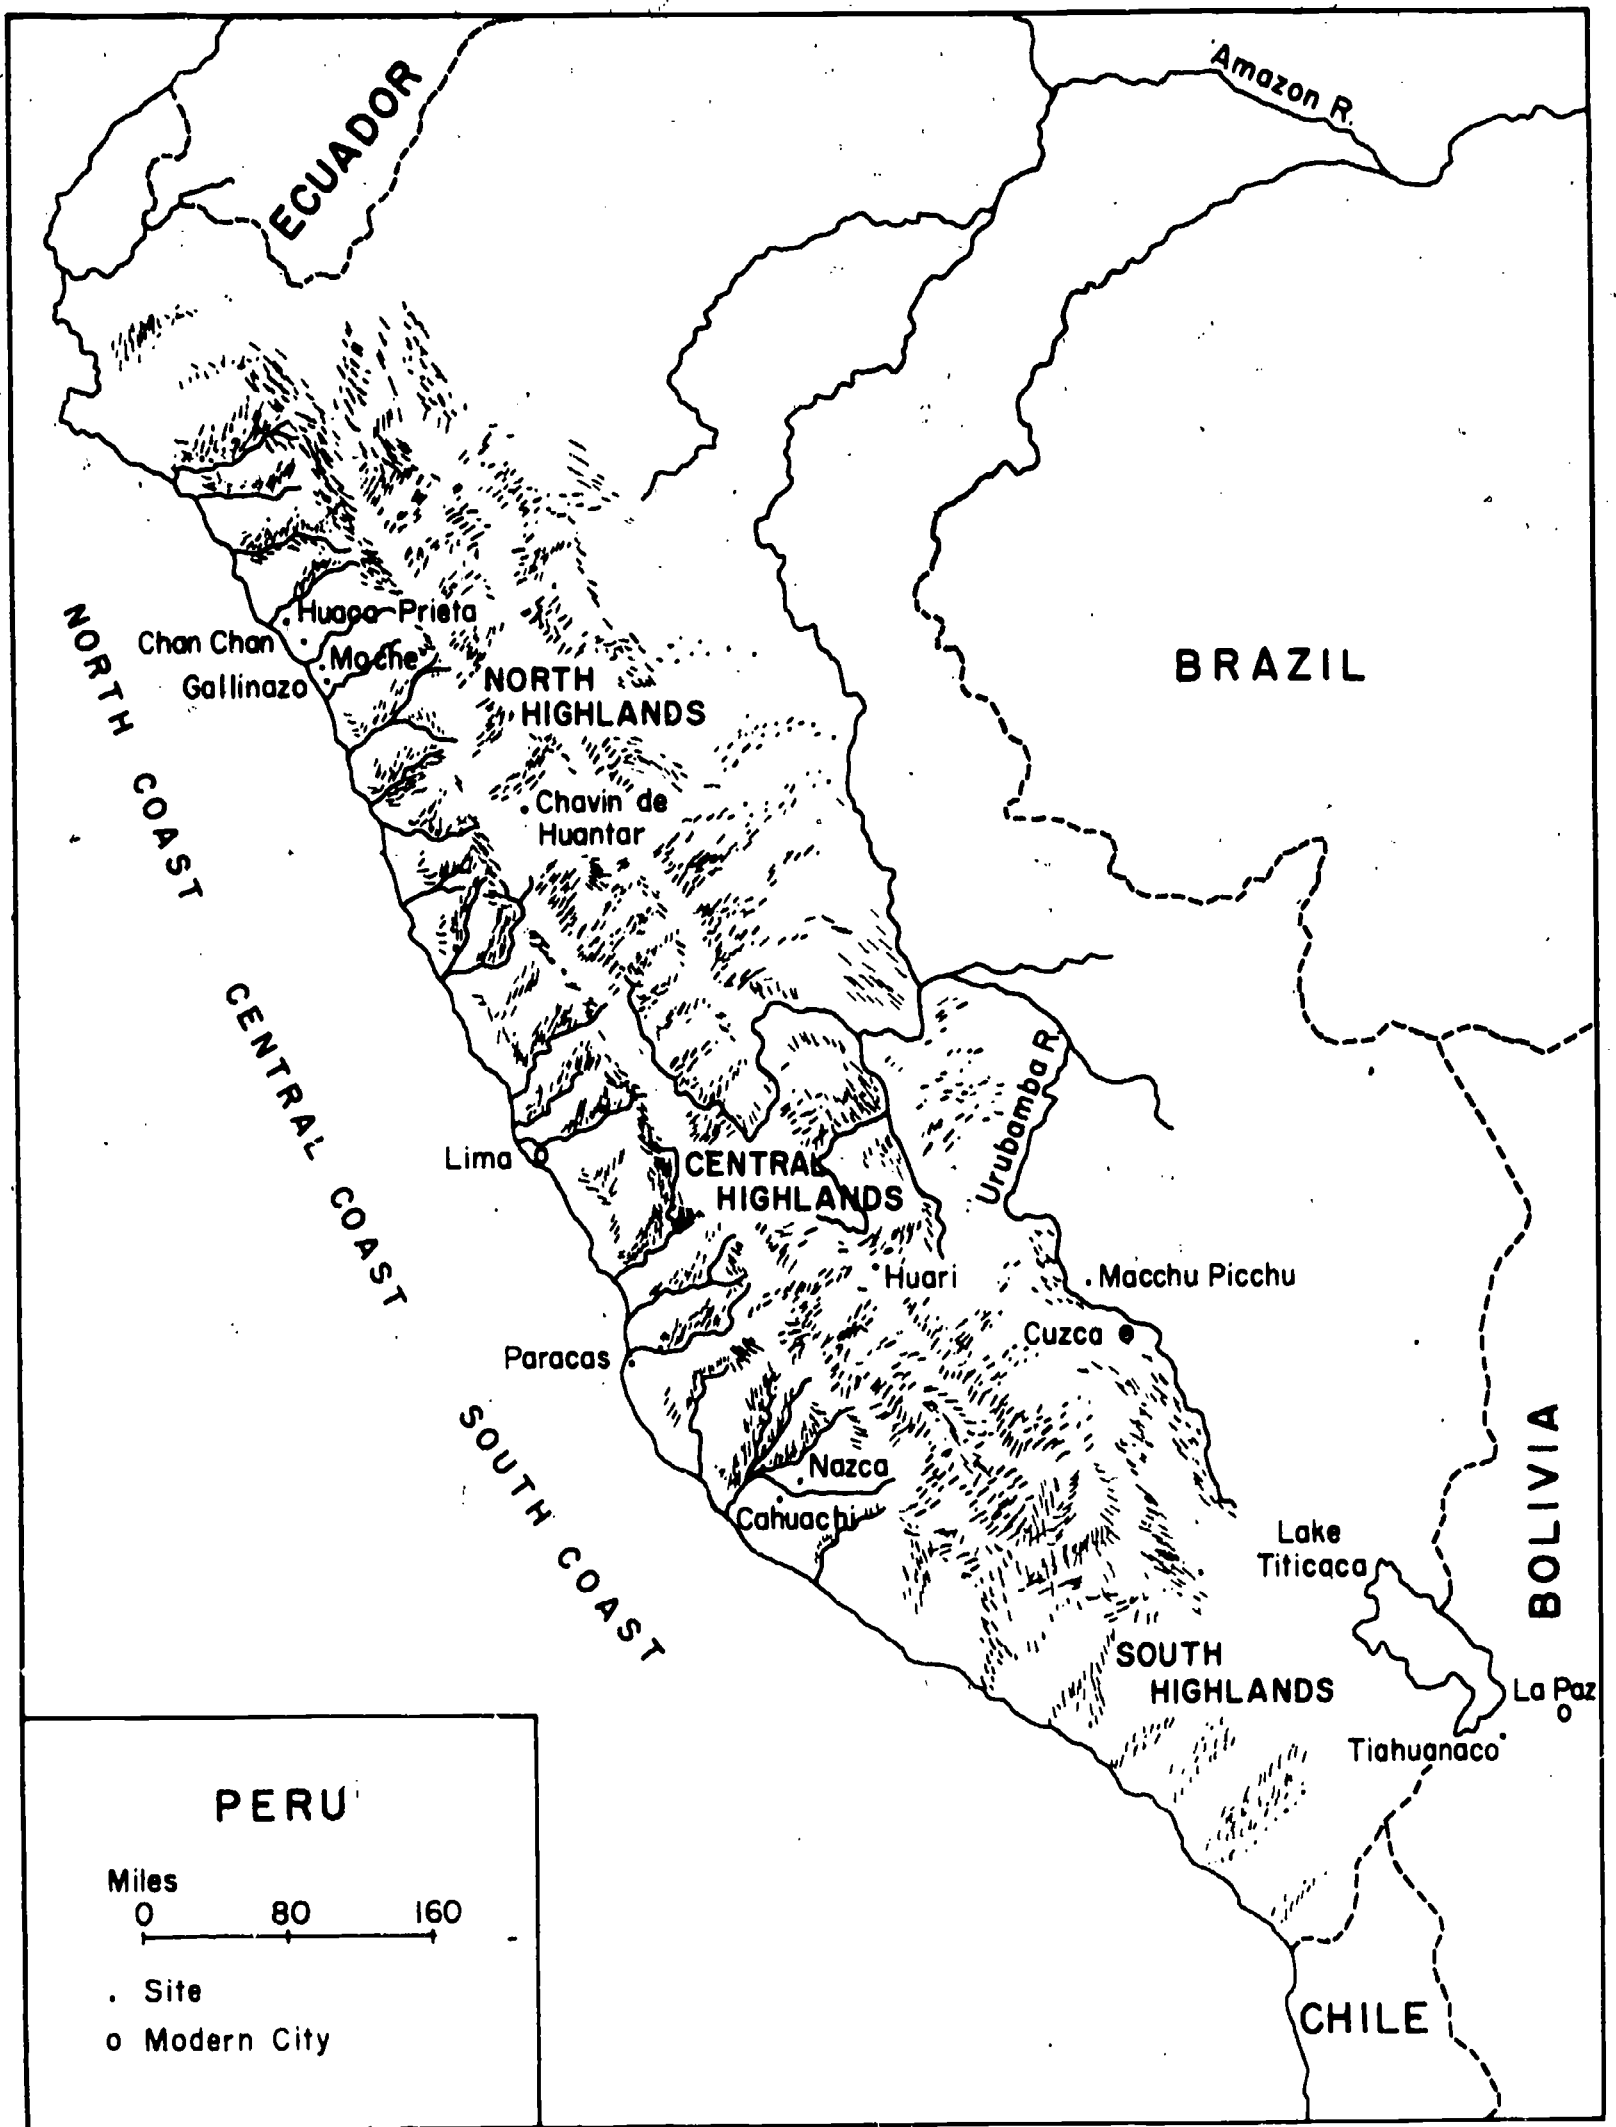 Amazon R.
ECUADOR
Huaca Prieta
Chan Chan
Moche
Gallinazo
BRAZIL
NORTH
HIGHLANDS
NORTH COAST
Chavin de
Huantar
CENTRAL COAST
Urubamba R.
Lima
CENTRAL
HIGHLANDS
Huari
Macchu Picchu
Cuzca
Paracas
SOUTH COAST
Nazca
Cahuachi
BOLIVIA
Lake
Titicaca
SOUTH
HIGHLANDS
La Paz
Tiahuanaco
PERU
Miles
0 80 160
. Site
o Modern City
CHILE